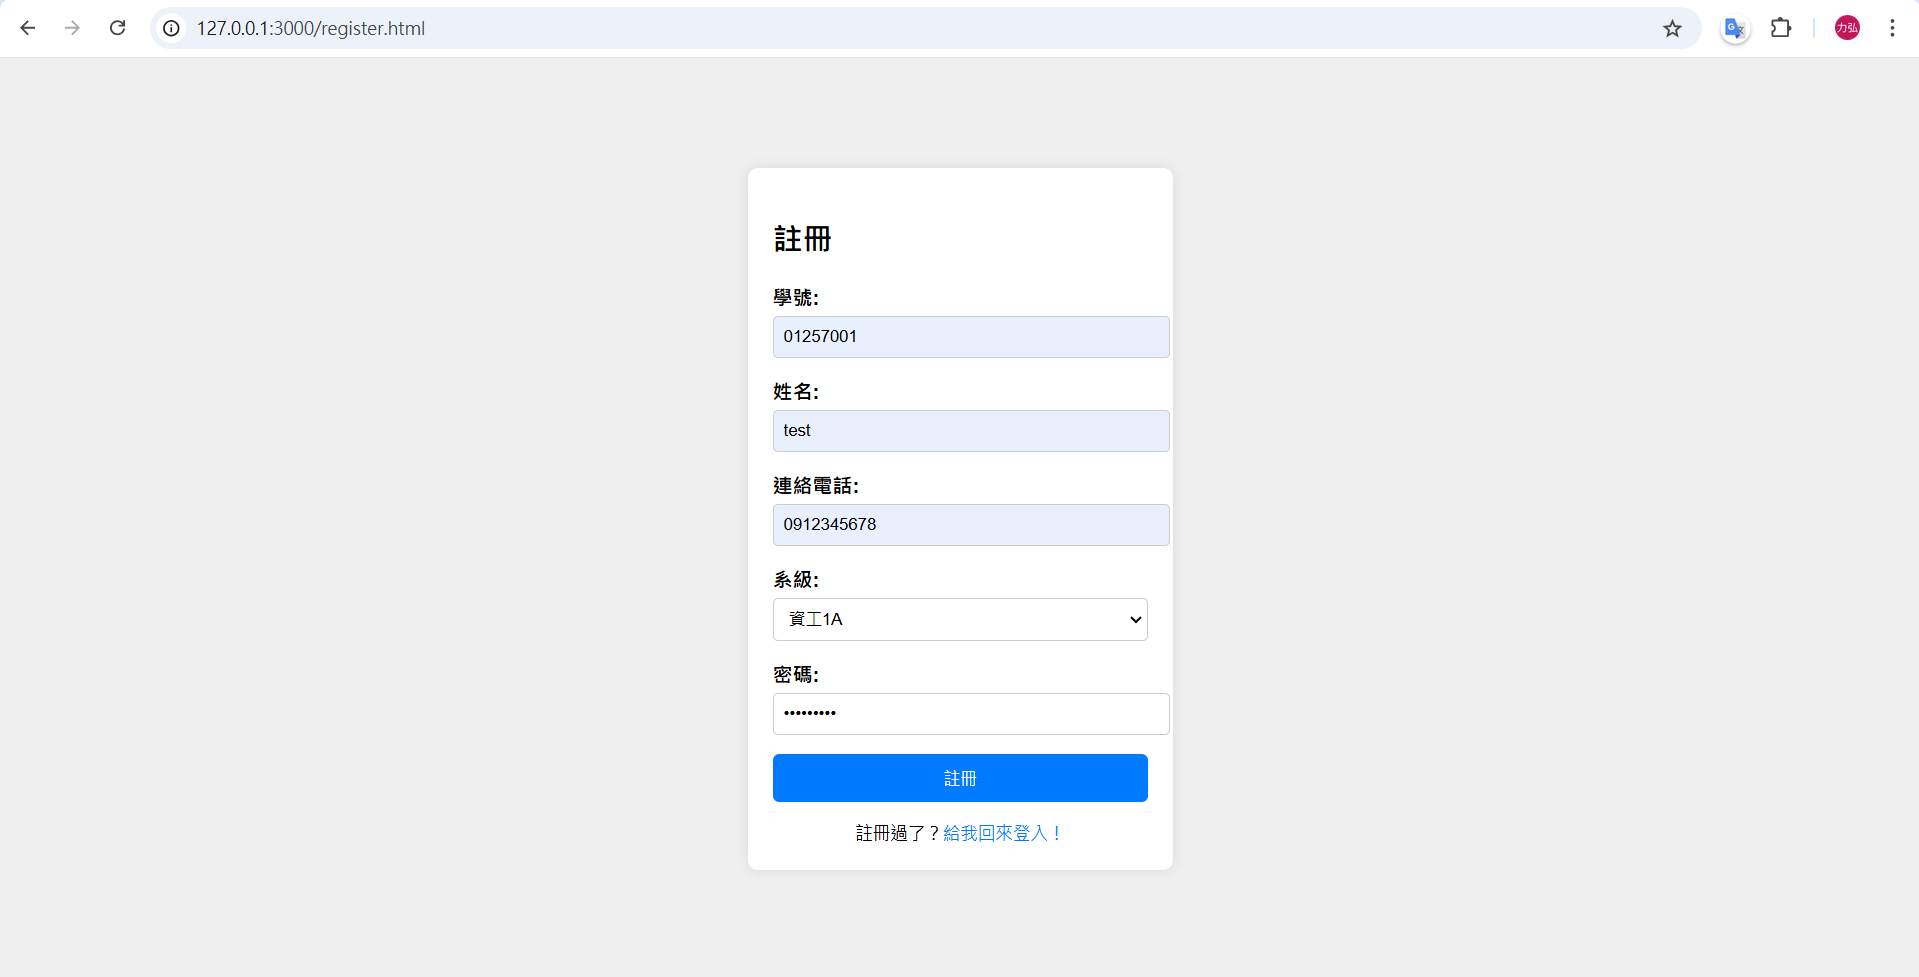 127.0.0.1:3000/register.html
力弘
註冊
學號:
01257001
姓名:
test
連絡電話:
0912345678
系級:
資工1A
密碼:
•••••••••
註冊
註冊過了？給我回來登入！